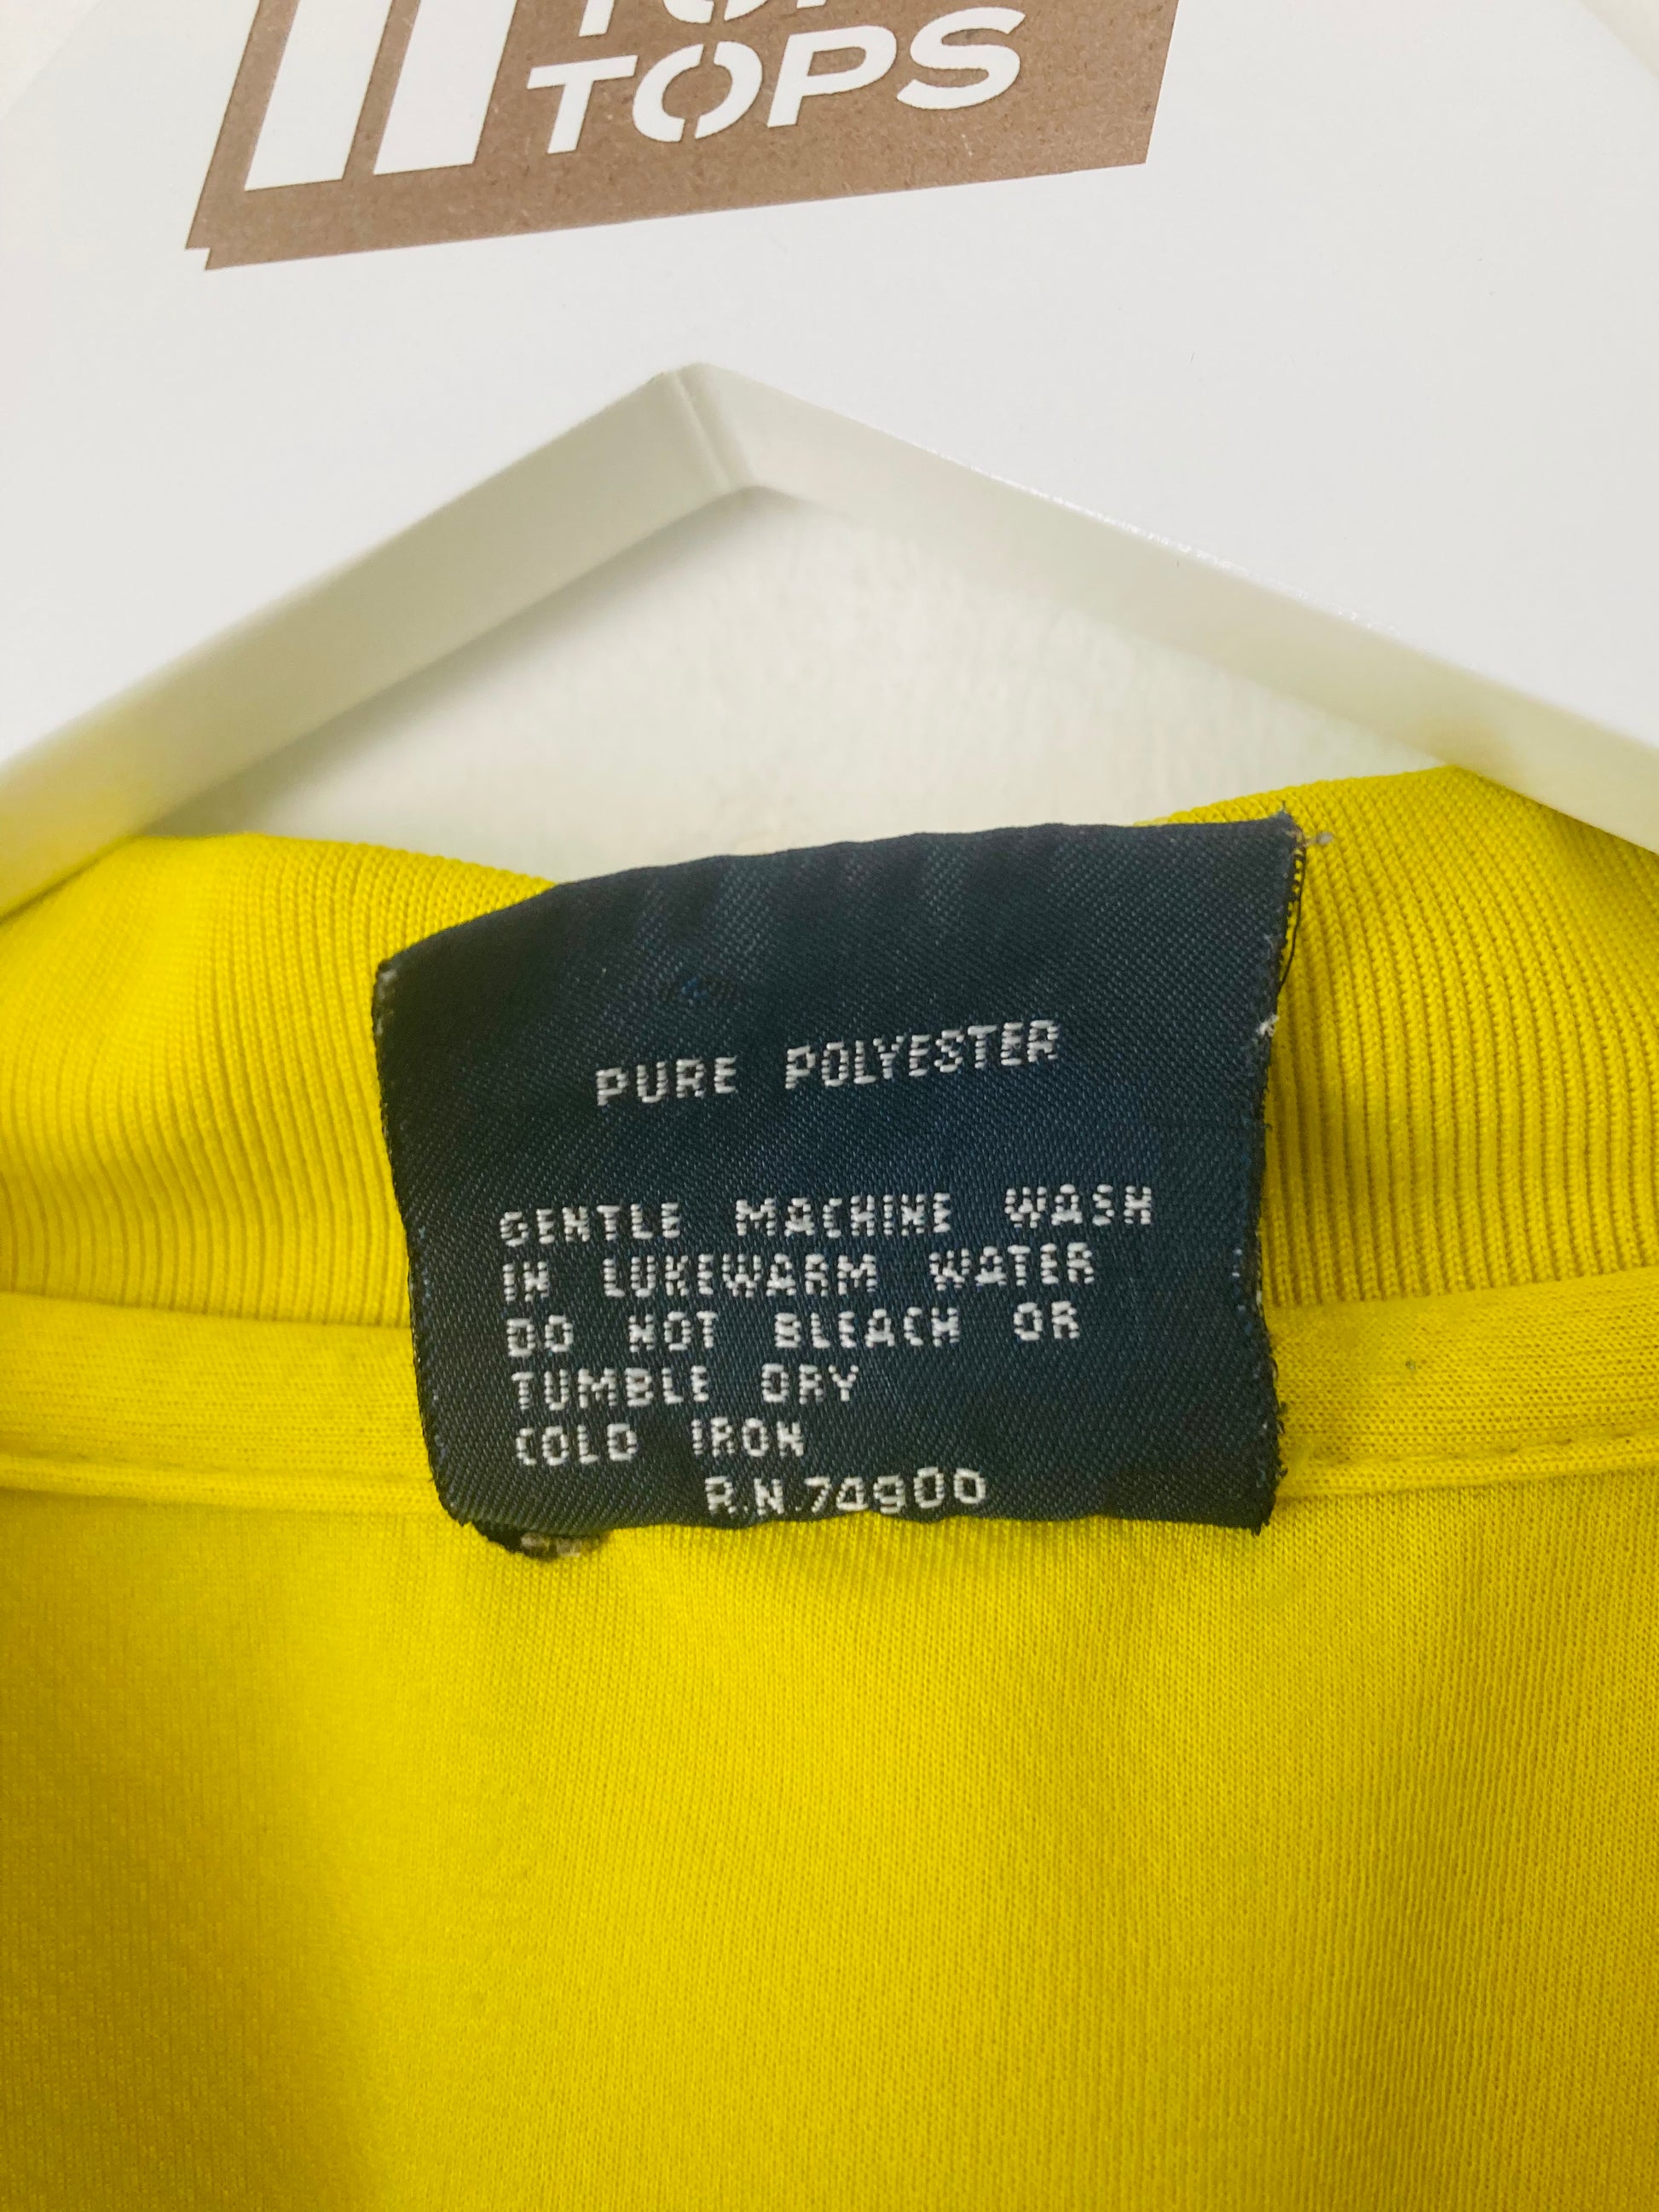 TOPS
PURE POLYESTER
GENTLE MACHINE WASH
IN LUKEWARM WATER
DO NOT BLEACH OR
TUMBLE DRY
COLD IRON
R.N.74900